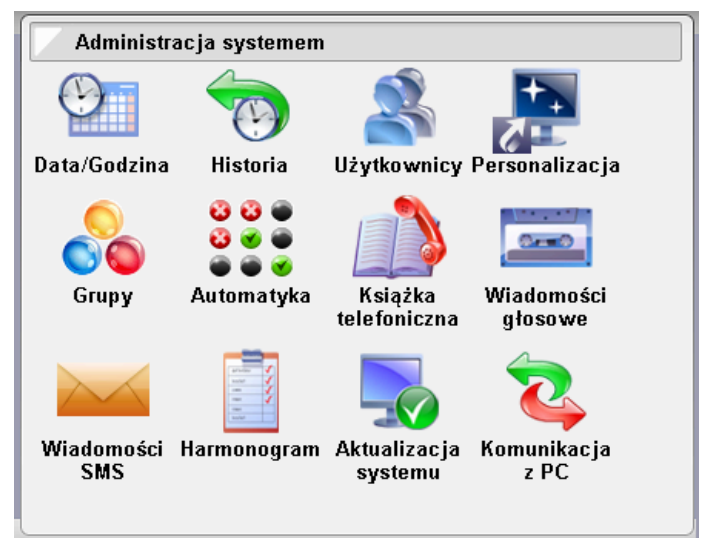 Administracja systemem
Data/Godzina
Historia
Użytkownicy
Personalizacja
Grupy
Automatyka
Książka
telefoniczna
Wiadomości
głosowe
Wiadomości
SMS
Harmonogram
Aktualizacja
systemu
Komunikacja
z PC